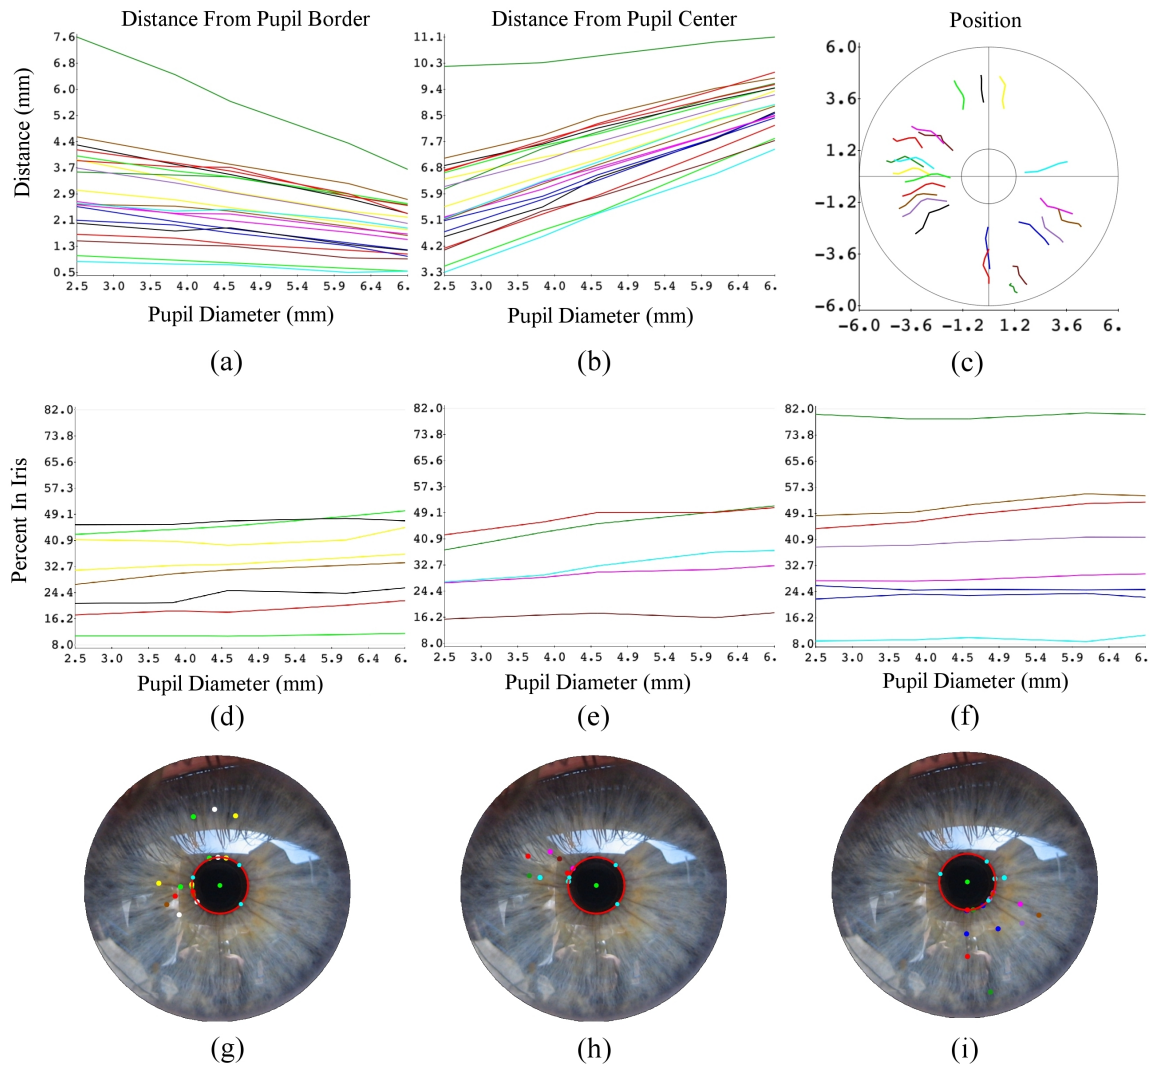 Distance From Pupil Border
Distance From Pupil Center
Position
Distance (mm)
7.6
6.8
6.0
5.2
4.4
3.7
2.9
2.1
1.3
0.5
2.5 3.0 3.5 4.0 4.5 4.9 5.4 5.9 6.4 6.
Pupil Diameter (mm)
(a)
11.1
10.3
9.4
8.5
7.6
6.8
5.9
5.1
4.2
3.3
2.5 3.0 3.5 4.0 4.5 4.9 5.4 5.9 6.4 6.
Pupil Diameter (mm)
(b)
6.0
3.6
1.2
-1.2
-3.6
-6.0
-6.0 -3.6 -1.2 1.2 3.6 6.
(c)
Percent In Iris
82.0
73.8
65.6
57.3
49.1
40.9
32.7
24.4
16.2
8.0
2.5 3.0 3.5 4.0 4.5 4.9 5.4 5.9 6.4 6.
Pupil Diameter (mm)
(d)
82.0
73.8
65.6
57.3
49.1
40.9
32.7
24.4
16.2
8.0
2.5 3.0 3.5 4.0 4.5 4.9 5.4 5.9 6.4 6.
Pupil Diameter (mm)
(e)
82.0
73.8
65.6
57.3
49.1
40.9
32.7
24.4
16.2
8.0
2.5 3.0 3.5 4.0 4.5 4.9 5.4 5.9 6.4 6.
Pupil Diameter (mm)
(f)
(g)
(h)
(i)